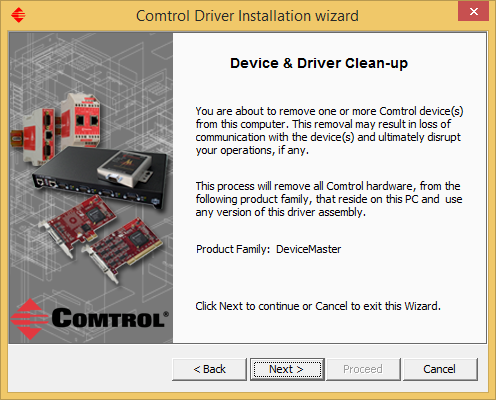 Comtrol Driver Installation wizard
Device & Driver Clean-up
You are about to remove one or more Comtrol device(s)
from this computer. This removal may result in loss of
communication with the device(s) and ultimately disrupt
your operations, if any.
This process will remove all Comtrol hardware, from the
following product family, that reside on this PC and use
any version of this driver assembly.
Product Family: DeviceMaster
COMTROL®
Click Next to continue or Cancel to exit this Wizard.
< Back
Next >
Proceed
Cancel